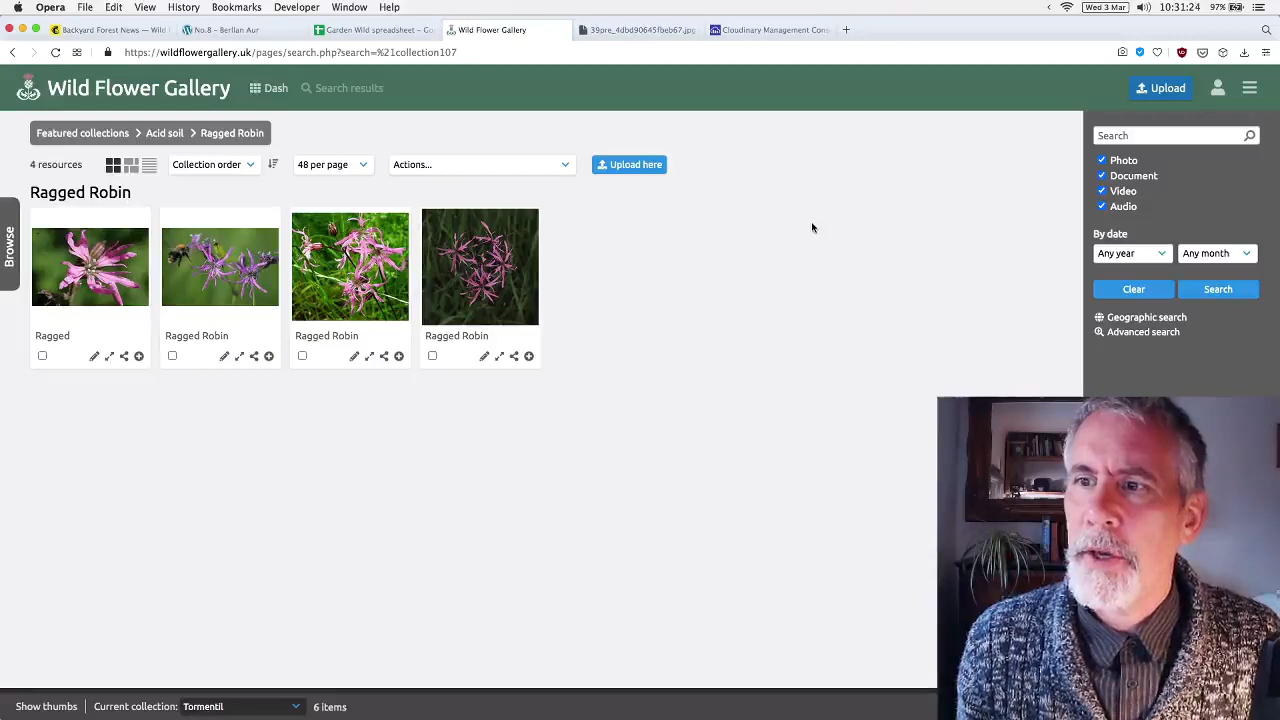 Opera File Edit View History Bookmarks Developer Window Help Wed 3 Mar 10:31:24 97%
Backyard Forest News — Wild No.8 - Berllan Aur Garden Wild spreadsheet – Go Wild Flower Gallery 39pre_4dbd90645fbeb67.jpg Cloudinary Management Cons
https://wildflowergallery.uk/pages/search.php?search=%21collection107
Wild Flower Gallery Dash Search results Upload
Featured collections > Acid soil > Ragged Robin
Search
4 resources Collection order 48 per page Actions... Upload here
Photo
Document
Video
Audio
Ragged Robin
By date
Any year Any month
Clear Search
Geographic search
Advanced search
Browse
Ragged Ragged Robin Ragged Robin Ragged Robin
Show thumbs Current collection: Tormentil 6 items